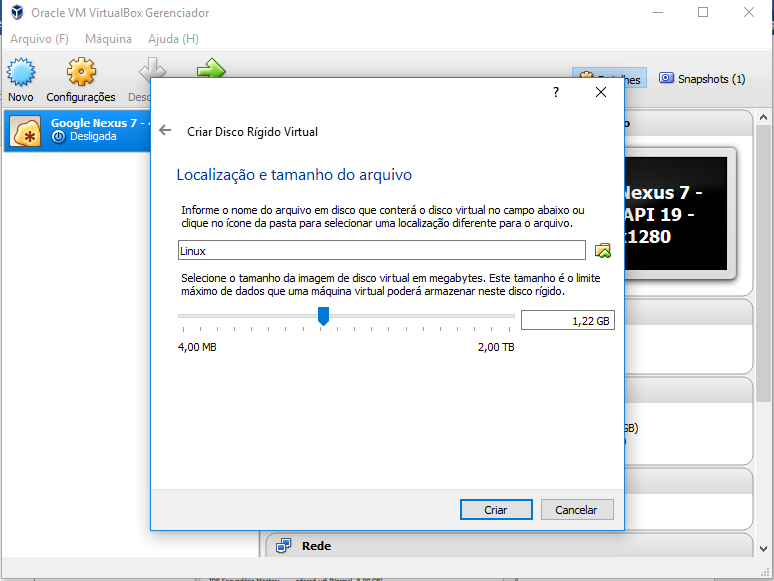 Oracle VM VirtualBox Gerenciador
Arquivo (F) Máquina Ajuda (H)
Novo Configurações Snapshots (1)
Google Nexus 7 -
Desligada
?
Criar Disco Rígido Virtual
Localização e tamanho do arquivo
Informe o nome do arquivo em disco que conterá o disco virtual no campo abaixo ou
clique no ícone da pasta para selecionar uma localização diferente para o arquivo.
Linux
Selecione o tamanho da imagem de disco virtual em megabytes. Este tamanho é o limite
máximo de dados que uma máquina virtual poderá armazenar neste disco rígido.
1,22 GB
4,00 MB 2,00 TB
Criar Cancelar
Nexus 7 -
API 19 -
x1280
GB)
Rede